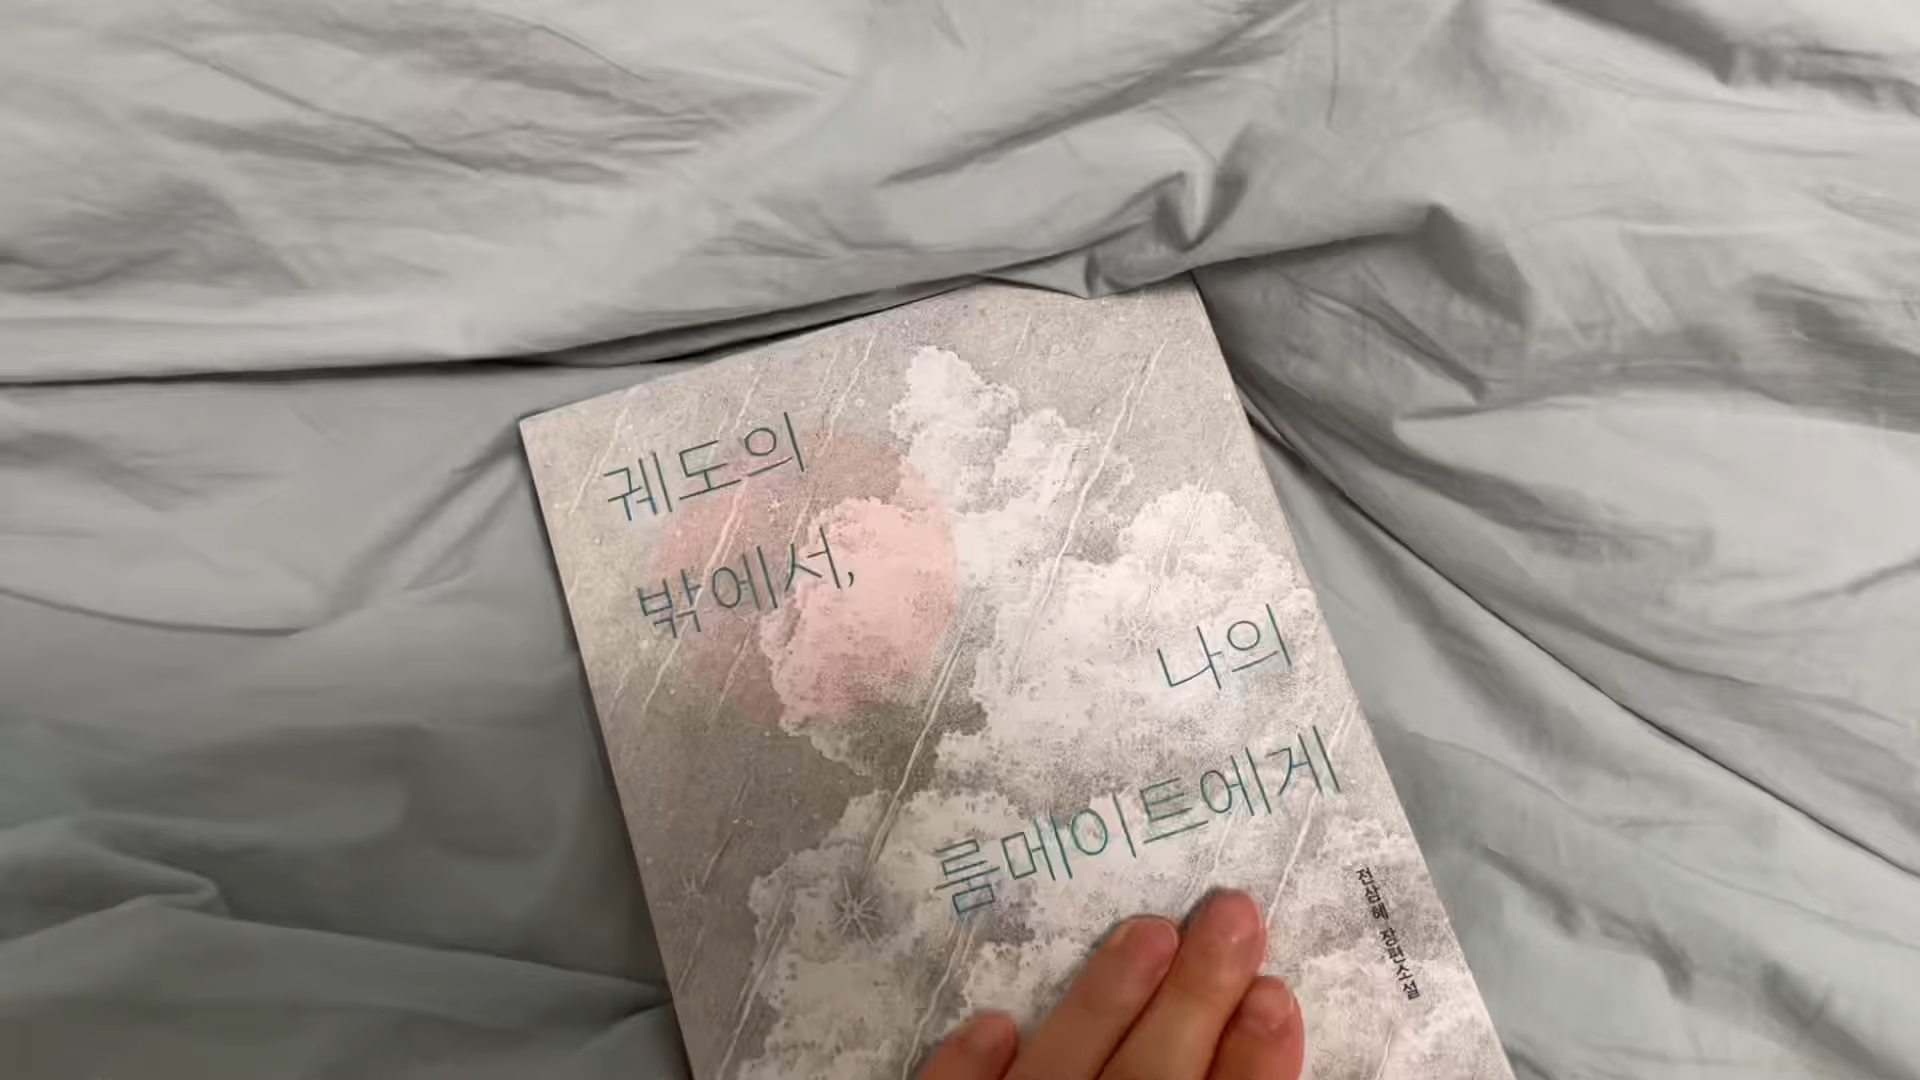 궤도의
밖에서,
나의
룸메이트에게
전삼혜 장편소설